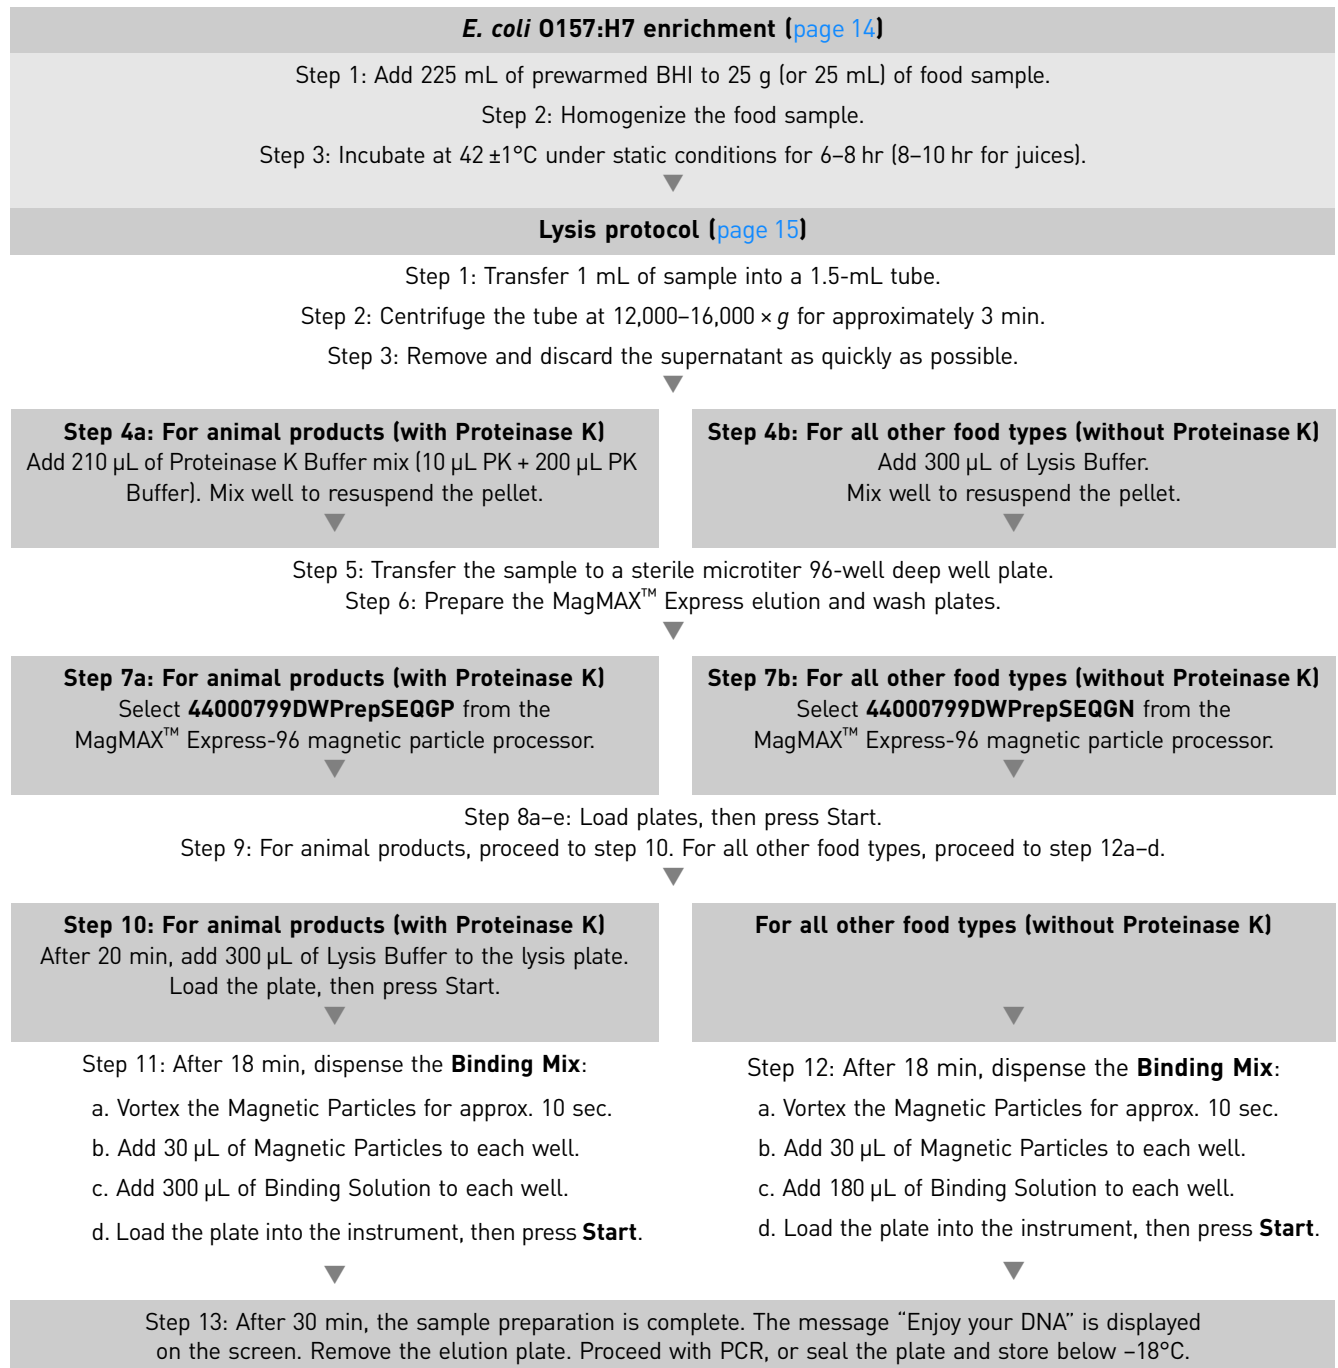 E. coli O157:H7 enrichment (page 14)
Step 1: Add 225 mL of prewarmed BHI to 25 g (or 25 mL) of food sample.
Step 2: Homogenize the food sample.
Step 3: Incubate at 42 ±1°C under static conditions for 6–8 hr (8–10 hr for juices).
Lysis protocol (page 15)
Step 1: Transfer 1 mL of sample into a 1.5-mL tube.
Step 2: Centrifuge the tube at 12,000–16,000 × g for approximately 3 min.
Step 3: Remove and discard the supernatant as quickly as possible.
Step 4a: For animal products (with Proteinase K)
Add 210 µL of Proteinase K Buffer mix (10 µL PK + 200 µL PK
Buffer). Mix well to resuspend the pellet.
Step 4b: For all other food types (without Proteinase K)
Add 300 µL of Lysis Buffer.
Mix well to resuspend the pellet.
Step 5: Transfer the sample to a sterile microtiter 96-well deep well plate.
Step 6: Prepare the MagMAX™ Express elution and wash plates.
Step 7a: For animal products (with Proteinase K)
Select 44000799DWPrepSEQGP from the
MagMAX™ Express-96 magnetic particle processor.
Step 7b: For all other food types (without Proteinase K)
Select 44000799DWPrepSEQGN from the
MagMAX™ Express-96 magnetic particle processor.
Step 8a–e: Load plates, then press Start.
Step 9: For animal products, proceed to step 10. For all other food types, proceed to step 12a–d.
Step 10: For animal products (with Proteinase K)
After 20 min, add 300 µL of Lysis Buffer to the lysis plate.
Load the plate, then press Start.
For all other food types (without Proteinase K)
Step 11: After 18 min, dispense the Binding Mix:
a. Vortex the Magnetic Particles for approx. 10 sec.
b. Add 30 µL of Magnetic Particles to each well.
c. Add 300 µL of Binding Solution to each well.
d. Load the plate into the instrument, then press Start.
Step 12: After 18 min, dispense the Binding Mix:
a. Vortex the Magnetic Particles for approx. 10 sec.
b. Add 30 µL of Magnetic Particles to each well.
c. Add 180 µL of Binding Solution to each well.
d. Load the plate into the instrument, then press Start.
Step 13: After 30 min, the sample preparation is complete. The message “Enjoy your DNA” is displayed
on the screen. Remove the elution plate. Proceed with PCR, or seal the plate and store below –18°C.